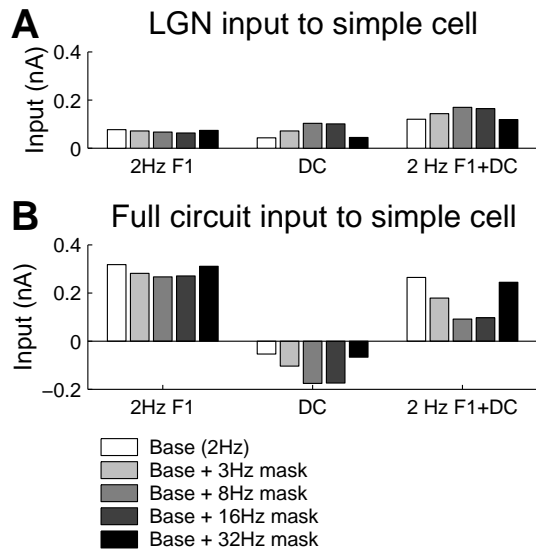 A LGN input to simple cell
0.4
0.2
0
Input (nA)
2Hz F1 DC 2 Hz F1+DC
B Full circuit input to simple cell
0.4
0.2
0
−0.2
Input (nA)
2Hz F1 DC 2 Hz F1+DC
Base (2Hz)
Base + 3Hz mask
Base + 8Hz mask
Base + 16Hz mask
Base + 32Hz mask